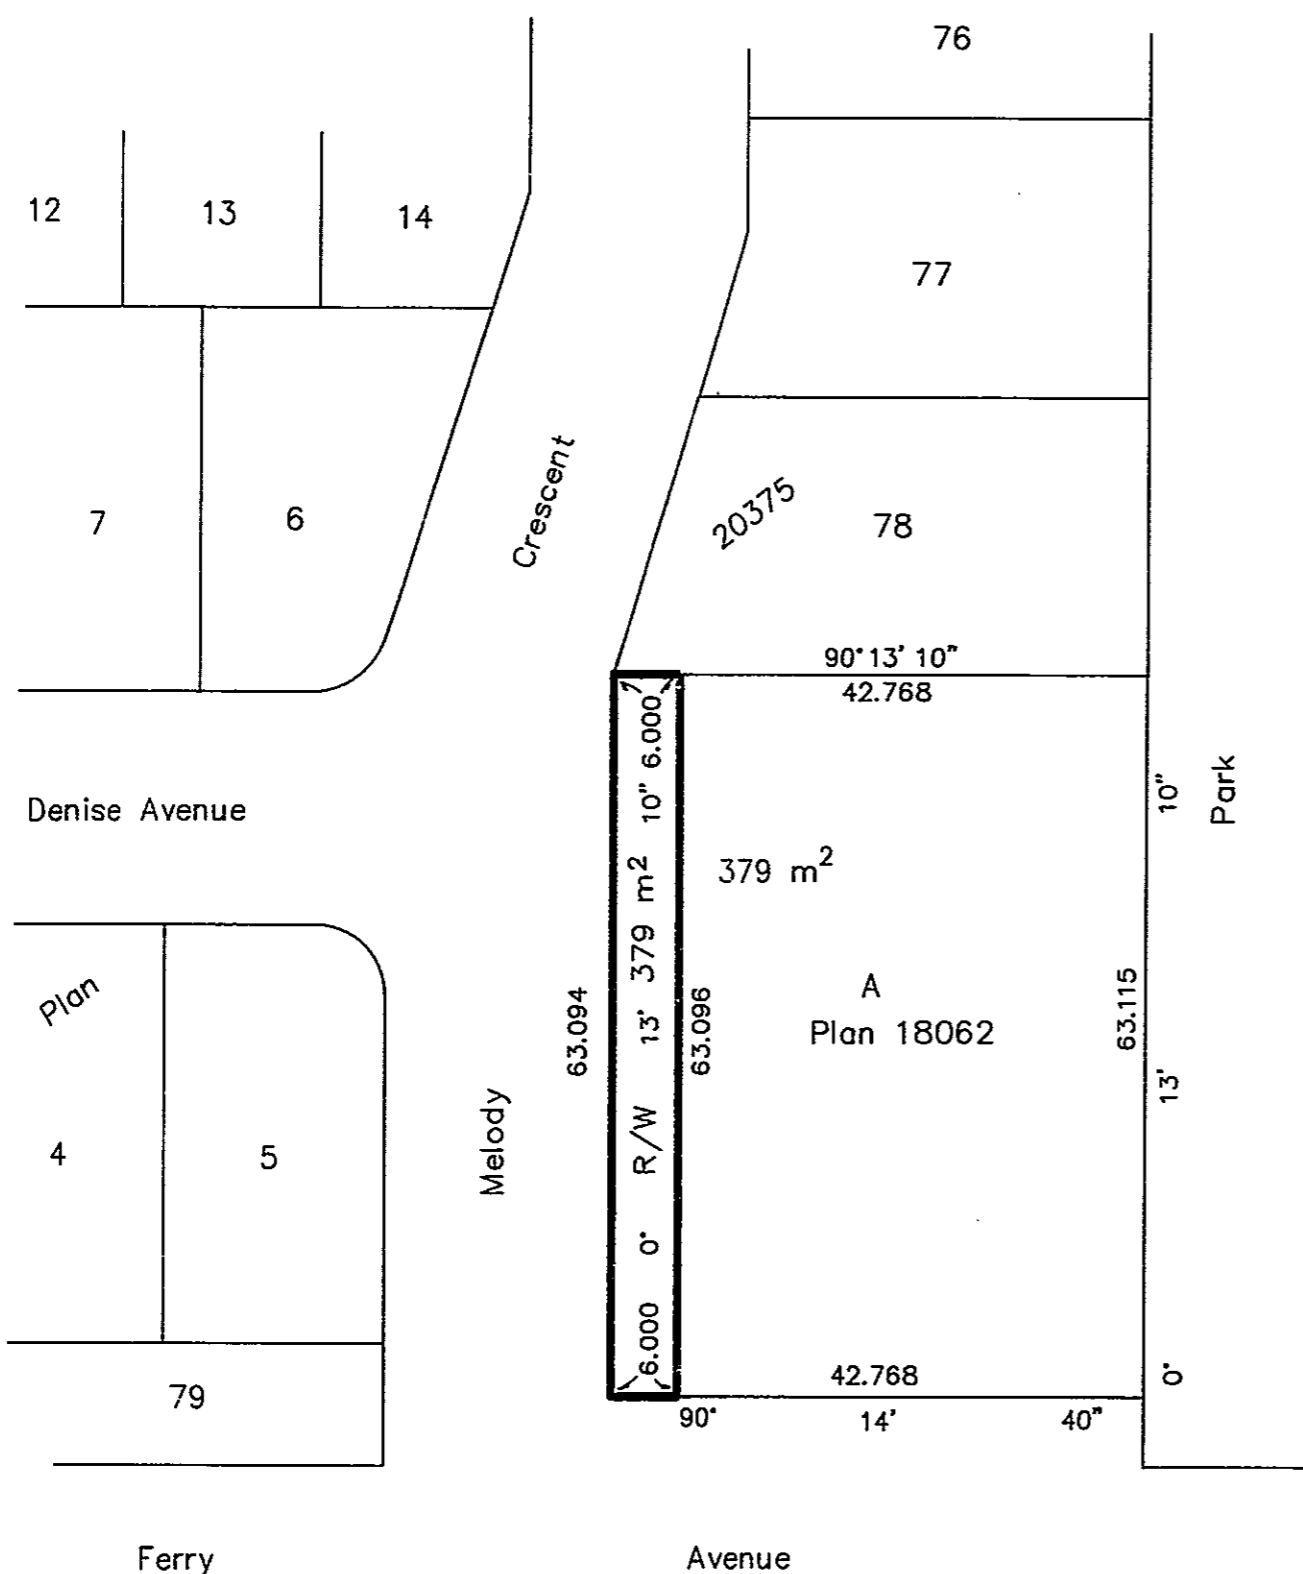 76
12
13
14
77
Crescent
20375
78
7
6
90° 13' 10"
42.768
6.000
10"
10"
Park
Denise Avenue
379 m²
379 m²
13'
Plan
63.094
63.096
A
Plan 18062
63.115
13'
Melody
R/W
4
5
0°
6.000
42.768
0°
79
90° 14' 40"
Ferry Avenue